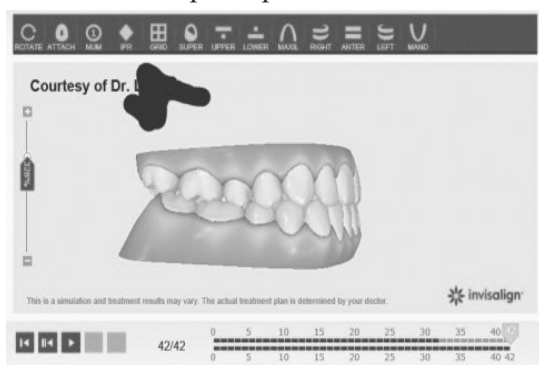 ROTATE ATTACH NUM IPR GRID SUPER UPPER LOWER MAXIL RIGHT ANTER LEFT MAND
Courtesy of Dr.
328%
This is a simulation and treatment results may vary. The actual treatment plan is determined by your doctor.
invisalign
42/42
0 5 10 15 20 25 30 35 40 42
0 5 10 15 20 25 30 35 40 42